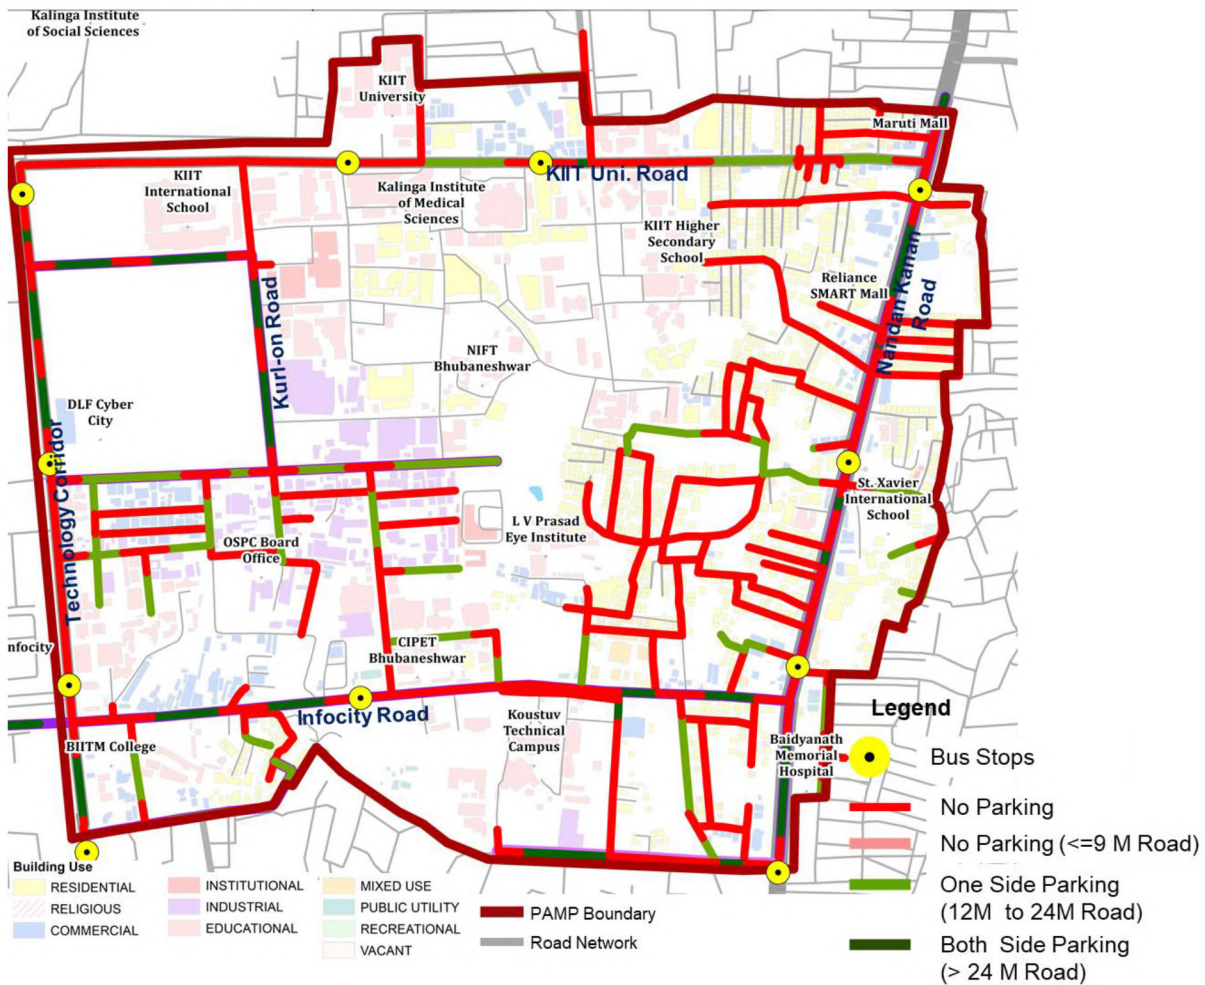 Kalinga Institute
of Social Sciences
KIIT
University
Maruti Mall
KIIT Uni. Road
KIIT
International
School
Kalinga Institute
of Medical
Sciences
KIIT Higher
Secondary
School
Reliance
SMART Mall
Nandan Kanan
Road
Kurl-on Road
NIFT
Bhubaneshwar
DLF Cyber
City
Technology Corridor
St. Xavier
International
School
L V Prasad
Eye Institute
OSPC Board
Office
nfocity
CIPET
Bhubaneshwar
Infocity Road
Koustuv
Technical
Campus
BIITM College
Baidyanath
Memorial
Hospital
Legend
Bus Stops
No Parking
No Parking (<=9 M Road)
One Side Parking
(12M to 24M Road)
Both Side Parking
(> 24 M Road)
Building Use
RESIDENTIAL
RELIGIOUS
COMMERCIAL
INSTITUTIONAL
INDUSTRIAL
EDUCATIONAL
MIXED USE
PUBLIC UTILITY
RECREATIONAL
VACANT
PAMP Boundary
Road Network